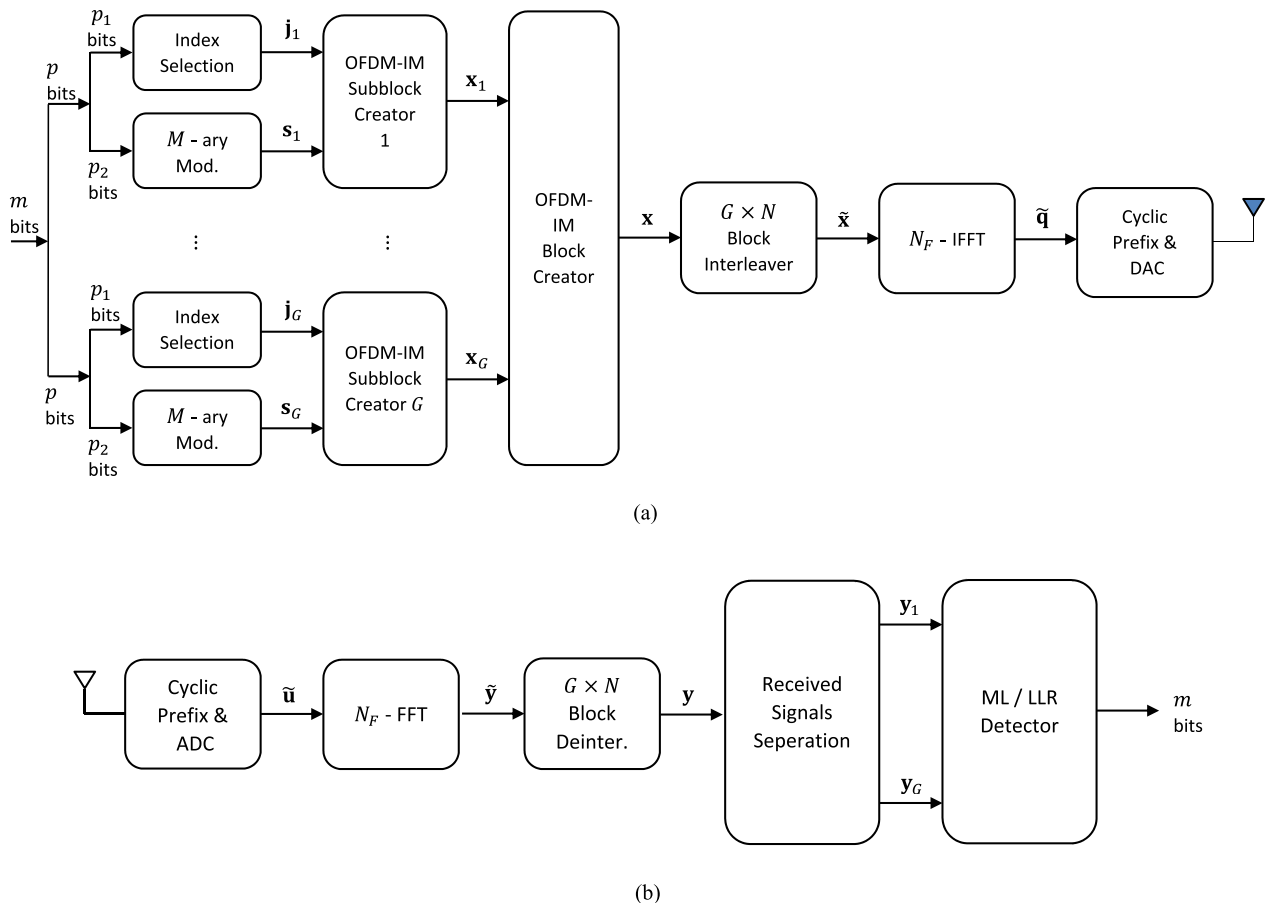 p₁
bits
Index
Selection
𝐣₁
p
bits
OFDM-IM
Subblock
Creator
1
𝐱₁
M - ary
Mod.
𝐬₁
p₂
bits
m
bits
⋮
⋮
OFDM-
IM
Block
Creator
𝐱
G × N
Block
Interleaver
𝐱̃
N_F - IFFT
𝐪̃
Cyclic
Prefix &
DAC
p₁
bits
Index
Selection
𝐣_G
p
bits
OFDM-IM
Subblock
Creator G
𝐱_G
M - ary
Mod.
𝐬_G
p₂
bits
(a)
Cyclic
Prefix &
ADC
𝐮̃
N_F - FFT
𝐲̃
G × N
Block
Deinter.
𝐲
Received
Signals
Seperation
𝐲₁
𝐲_G
ML / LLR
Detector
m
bits
(b)